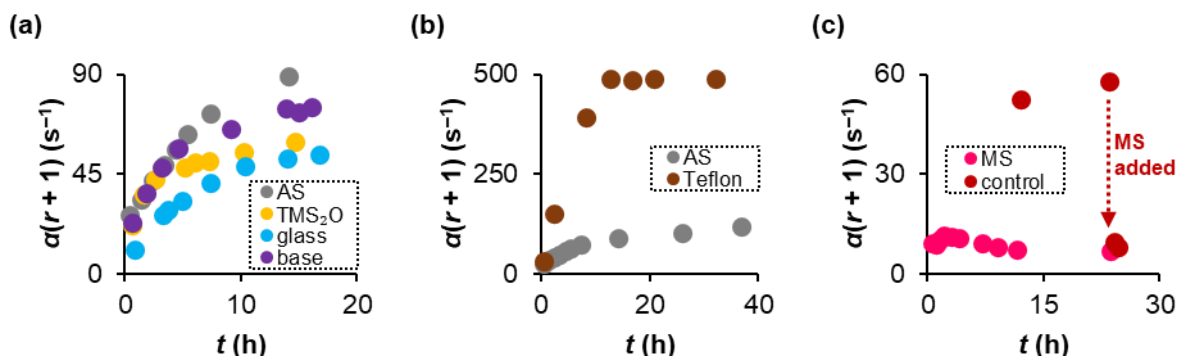 (a)
α(r + 1) (s⁻¹)
90
45
0
0
10
20
t (h)
AS
TMS₂O
glass
base
(b)
α(r + 1) (s⁻¹)
500
250
0
0
20
40
t (h)
AS
Teflon
(c)
α(r + 1) (s⁻¹)
60
30
0
0
15
30
t (h)
MS
control
MS
added